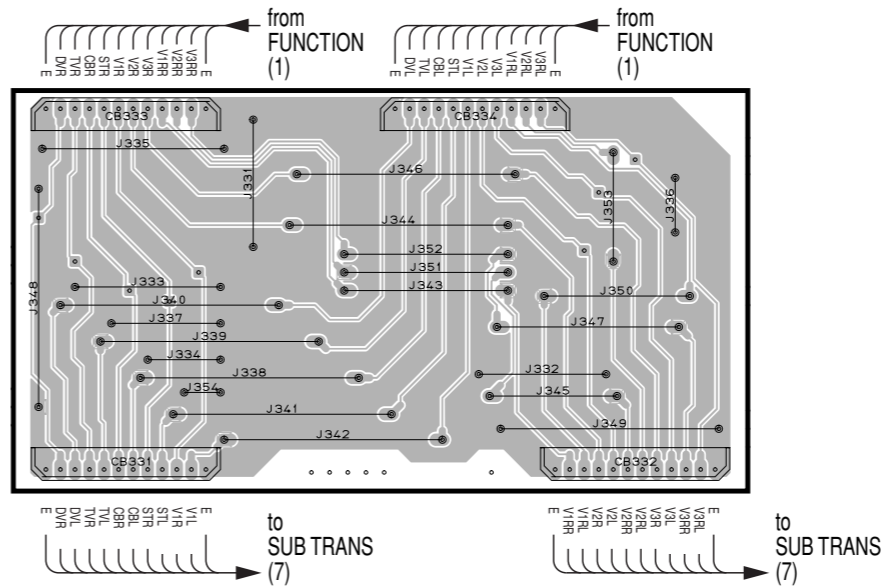 from
FUNCTION
(1)
E DVR TVR CBR STR V1R V2R V3R V1RR V2RR V3RR E
from
FUNCTION
(1)
E DVL TVL CBL STL V1L V2L V3L V1RL V2RL V3RL E
CB333
CB334
J335
J331
J346
J353
J336
J348
J344
J352
J351
J343
J333
J340
J350
J337
J347
J339
J334
J338
J332
J354
J345
J341
J349
J342
CB331
CB332
E DVR DVL TVR TVL CBR CBL STR STL V1R V1L E
to
SUB TRANS
(7)
E V1RR V1RL V2R V2L V2RR V2RL V3R V3L V3RR V3RL E
to
SUB TRANS
(7)